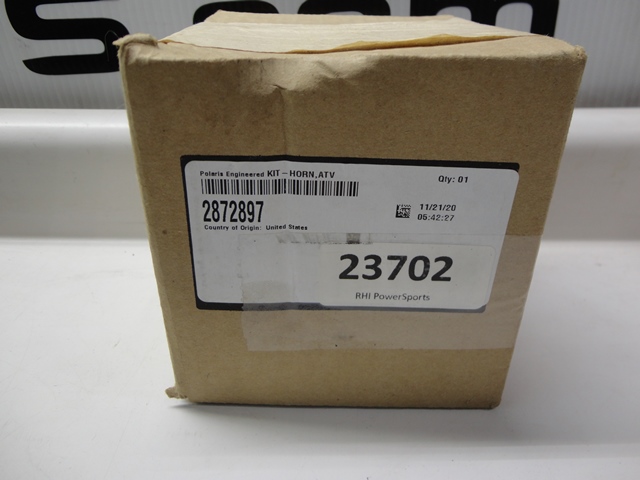 s.com
Polaris Engineered KIT-HORN,ATV
Qty: 01
2872897
11/21/20
05:42:27
Country of Origin: United States
23702
RHI PowerSports